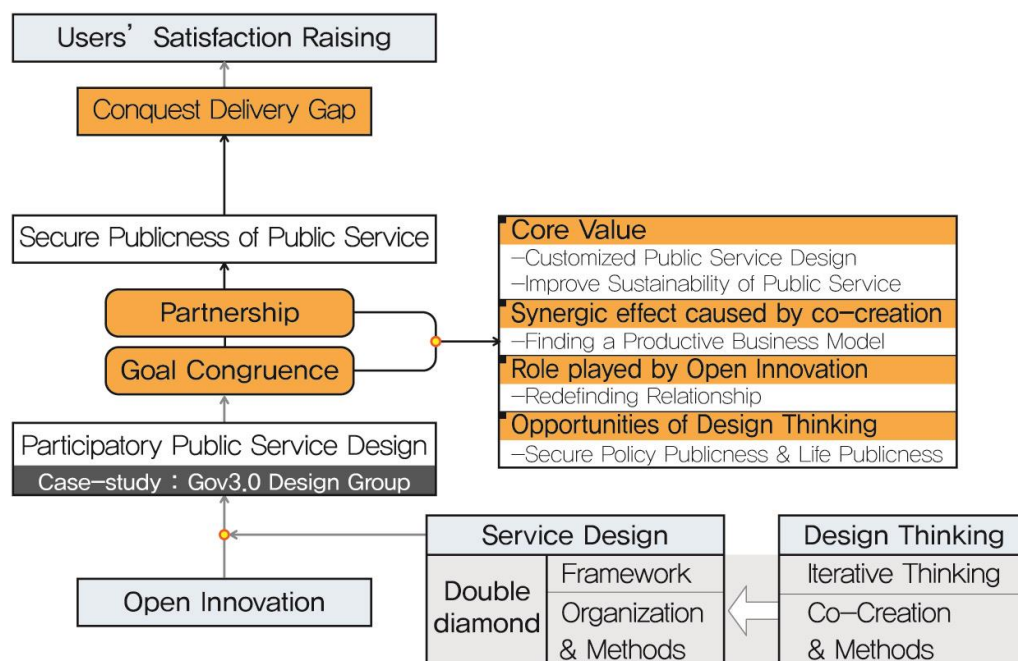 Users’ Satisfaction Raising
Conquest Delivery Gap
Secure Publicness of Public Service
Partnership
Goal Congruence
Participatory Public Service Design
Case-study : Gov3.0 Design Group
Open Innovation
Core Value
-Customized Public Service Design
-Improve Sustainability of Public Service
Synergic effect caused by co-creation
-Finding a Productive Business Model
Role played by Open Innovation
-Redefinding Relationship
Opportunities of Design Thinking
-Secure Policy Publicness & Life Publicness
Service Design
Double
diamond
Framework
Organization
& Methods
Design Thinking
Iterative Thinking
Co-Creation
& Methods